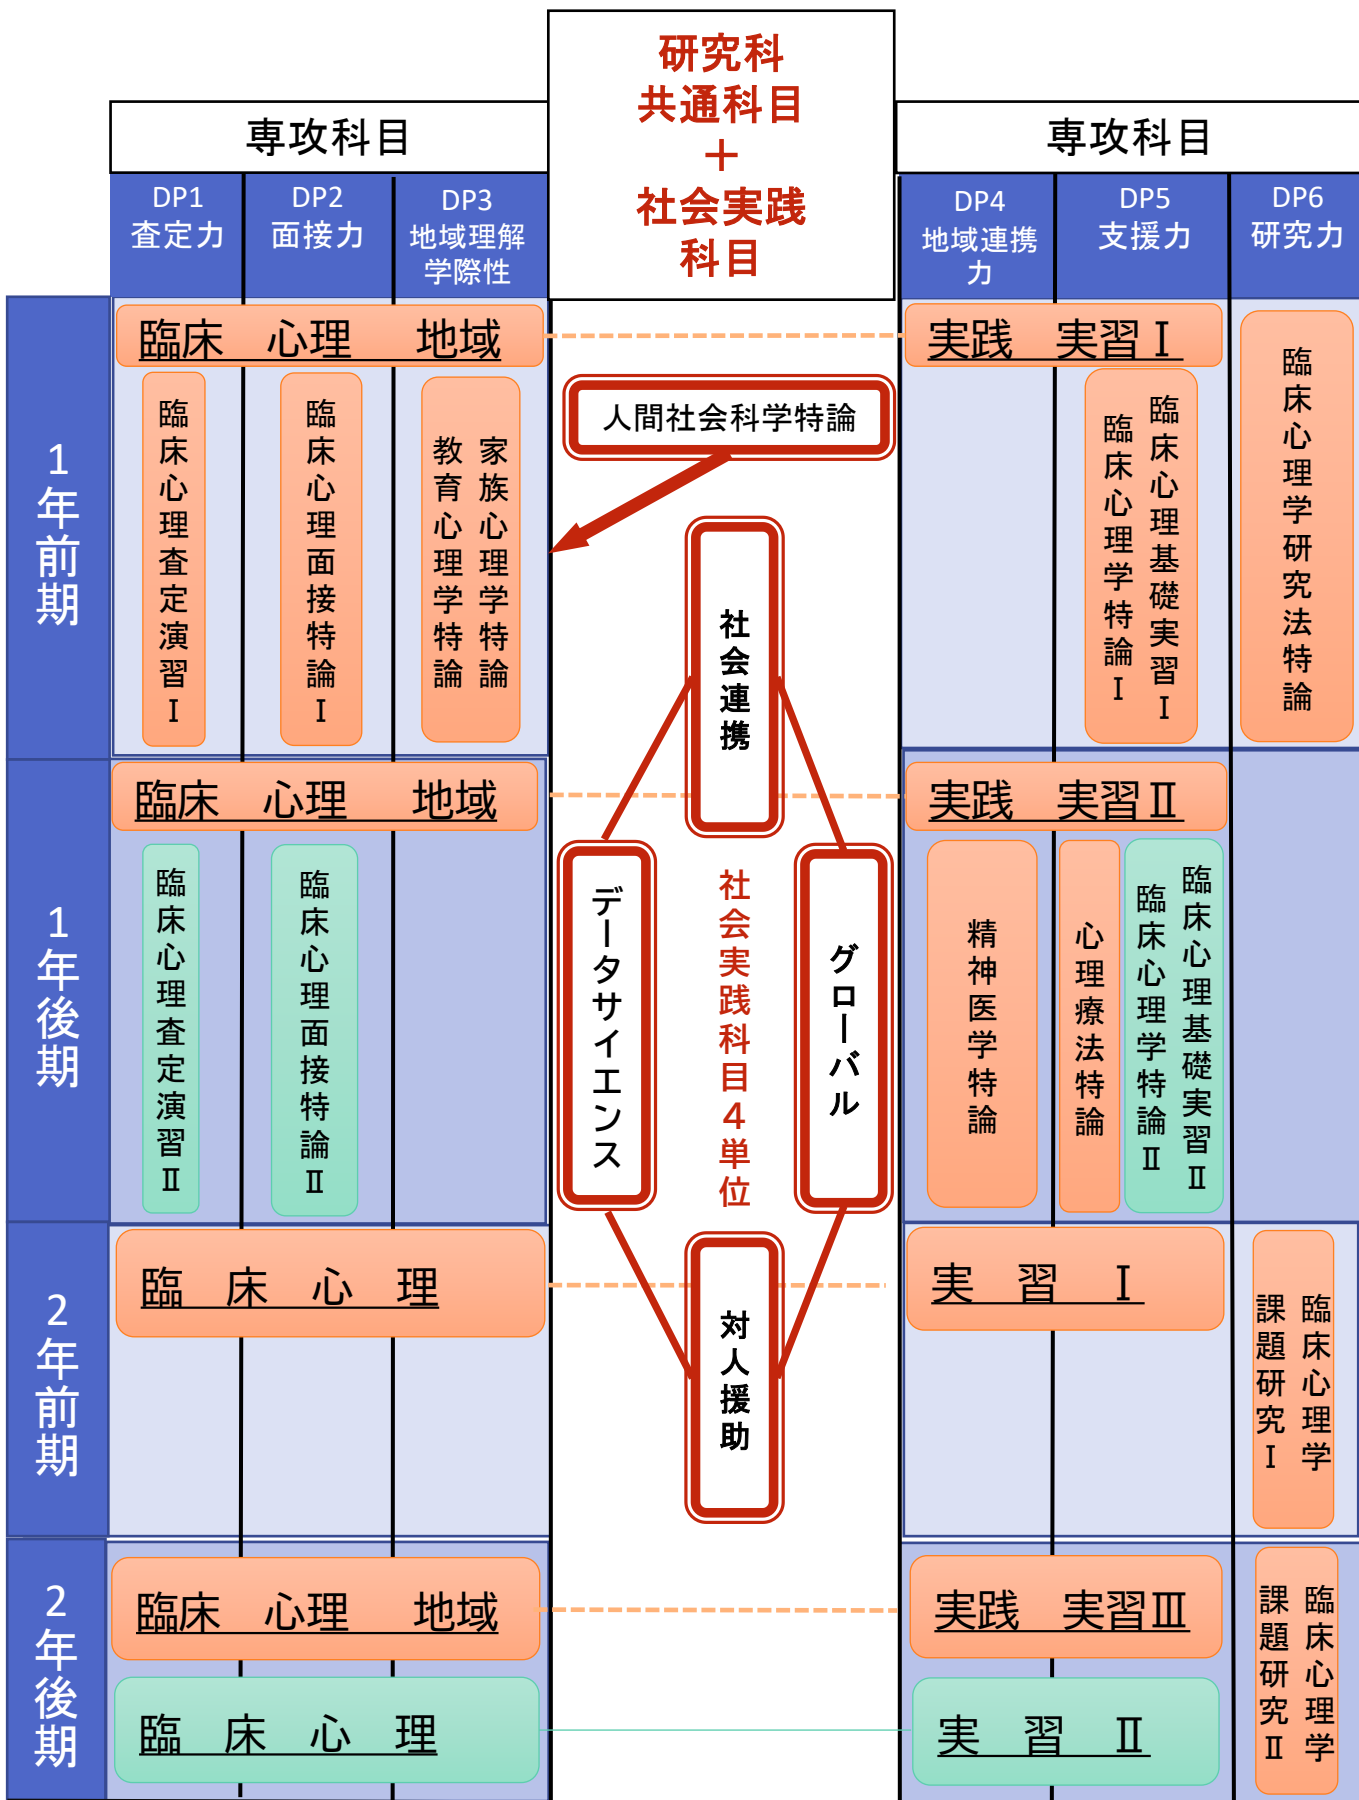 研究科
共通科目
＋
社会実践
科目
専攻科目
専攻科目
DP1
査定力
DP2
面接力
DP3
地域理解
学際性
DP4
地域連携
力
DP5
支援力
DP6
研究力
1年前期
臨床　心理　地域
実践　実習Ⅰ
臨床心理査定演習Ⅰ
臨床心理面接特論Ⅰ
家族心理学特論
教育心理学特論
人間社会科学特論
臨床心理基礎実習Ⅰ
臨床心理学特論Ⅰ
臨床心理学研究法特論
社会連携
1年後期
臨床　心理　地域
実践　実習Ⅱ
臨床心理査定演習Ⅱ
臨床心理面接特論Ⅱ
データサイエンス
社会実践科目４単位
グローバル
精神医学特論
心理療法特論
臨床心理基礎実習Ⅱ
臨床心理学特論Ⅱ
2年前期
臨　床　心　理
実　習　Ⅰ
対人援助
臨床心理学
課題研究Ⅰ
2年後期
臨床　心理　地域
実践　実習Ⅲ
臨　床　心　理
実　習　Ⅱ
臨床心理学
課題研究Ⅱ